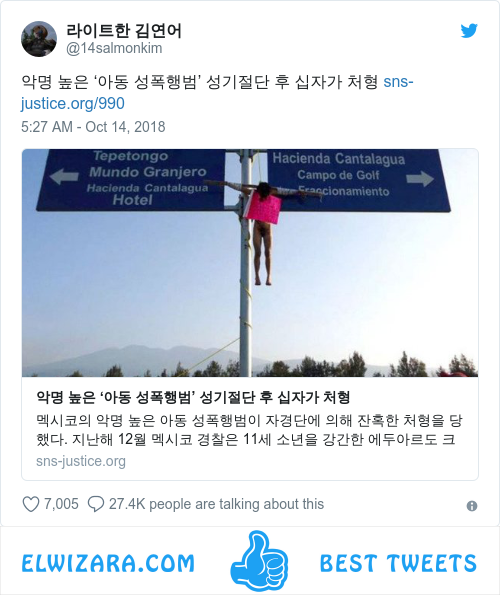 라이트한 김연어
@14salmonkim
악명 높은 ‘아동 성폭행범’ 성기절단 후 십자가 처형 sns-
justice.org/990
5:27 AM - Oct 14, 2018
Tepetongo
Mundo Granjero
Hacienda Cantalagua
Hotel
Hacienda Cantalagua
Campo de Golf
Fraccionamiento
악명 높은 ‘아동 성폭행범’ 성기절단 후 십자가 처형
멕시코의 악명 높은 아동 성폭행범이 자경단에 의해 잔혹한 처형을 당
했다. 지난해 12월 멕시코 경찰은 11세 소년을 강간한 에두아르도 크
sns-justice.org
7,005 27.4K people are talking about this
ELWIZARA.COM BEST TWEETS